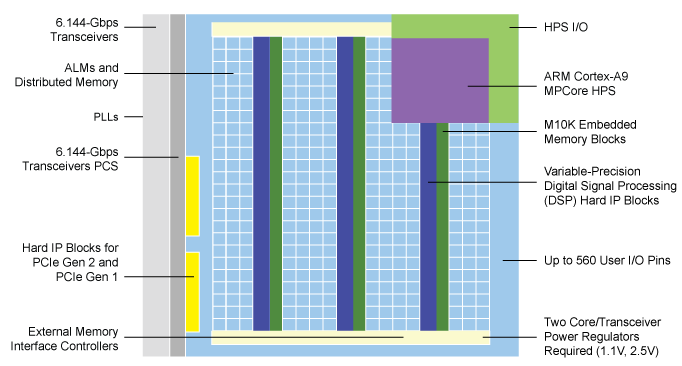 6.144-Gbps
Transceivers
ALMs and
Distributed Memory
PLLs
6.144-Gbps
Transceivers PCS
Hard IP Blocks for
PCIe Gen 2 and
PCIe Gen 1
External Memory
Interface Controllers
HPS I/O
ARM Cortex-A9
MPCore HPS
M10K Embedded
Memory Blocks
Variable-Precision
Digital Signal Processing
(DSP) Hard IP Blocks
Up to 560 User I/O Pins
Two Core/Transceiver
Power Regulators
Required (1.1V, 2.5V)